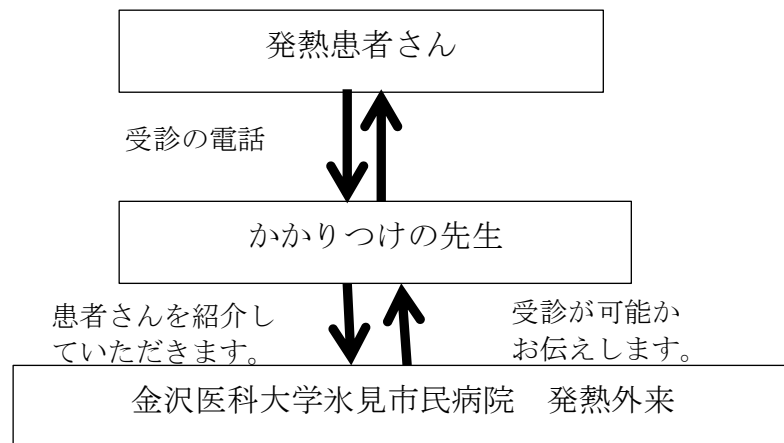 発熱患者さん
受診の電話
かかりつけの先生
患者さんを紹介し
ていただきます。
受診が可能か
お伝えします。
金沢医科大学氷見市民病院　発熱外来